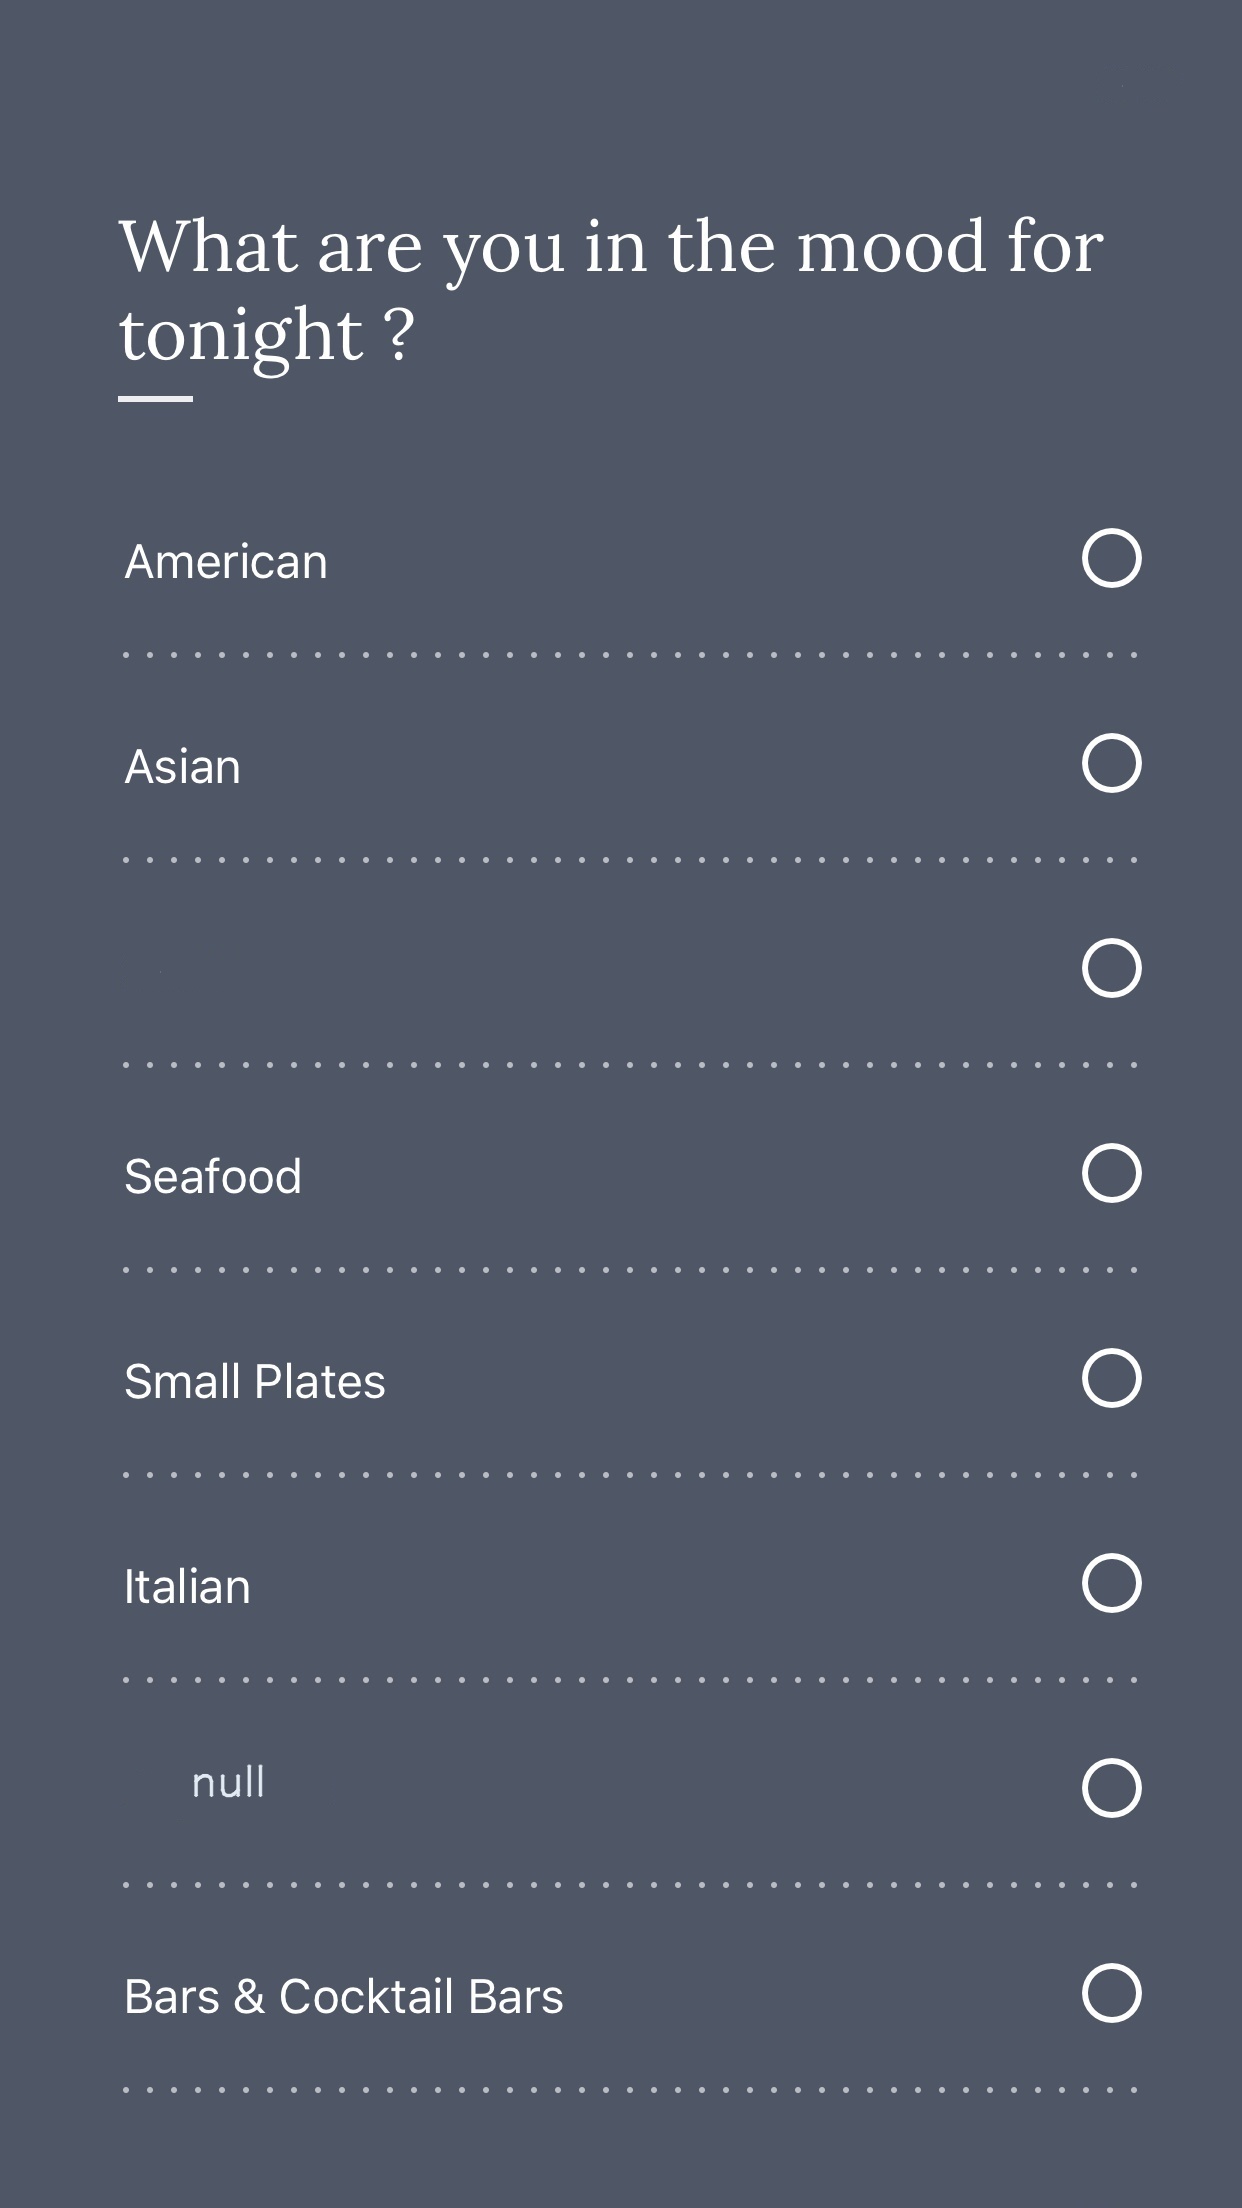 What are you in the mood for
tonight ?
American
Asian
Seafood
Small Plates
Italian
null
Bars & Cocktail Bars